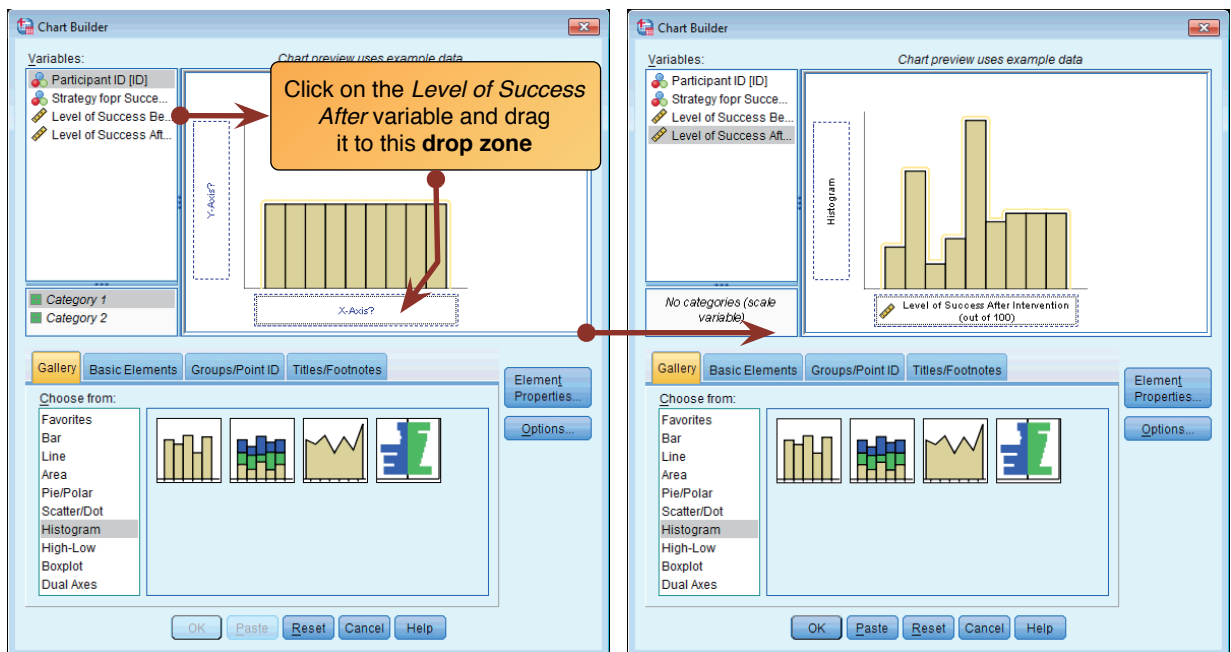 Chart Builder
Variables:
Chart preview uses example data
Participant ID [ID]
Strategy fopr Succe...
Level of Success Be...
Level of Success Aft...
Click on the Level of Success
After variable and drag
it to this drop zone
Y-Axis?
X-Axis?
Category 1
Category 2
Gallery
Basic Elements
Groups/Point ID
Titles/Footnotes
Choose from:
Favorites
Bar
Line
Area
Pie/Polar
Scatter/Dot
Histogram
High-Low
Boxplot
Dual Axes
Element
Properties...
Options...
OK
Paste
Reset
Cancel
Help
Chart Builder
Variables:
Chart preview uses example data
Participant ID [ID]
Strategy fopr Succe...
Level of Success Be...
Level of Success Aft...
Histogram
Level of Success After Intervention
(out of 100)
No categories (scale
variable)
Gallery
Basic Elements
Groups/Point ID
Titles/Footnotes
Choose from:
Favorites
Bar
Line
Area
Pie/Polar
Scatter/Dot
Histogram
High-Low
Boxplot
Dual Axes
Element
Properties...
Options...
OK
Paste
Reset
Cancel
Help